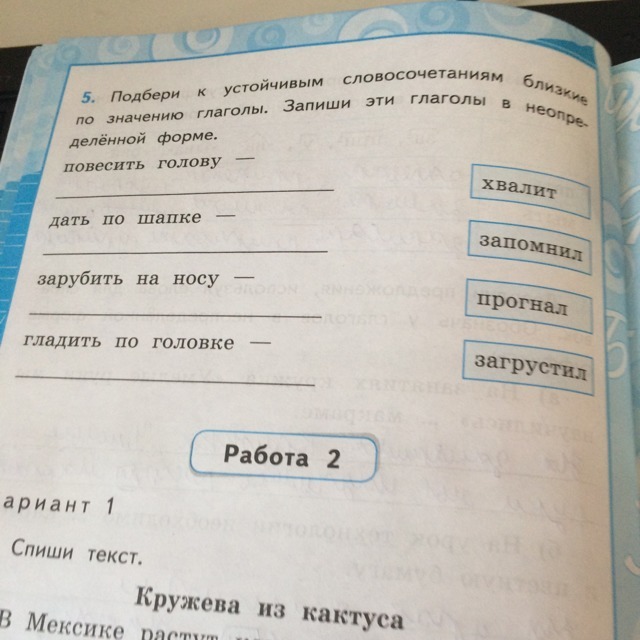 5. Подбери к устойчивым словосочетаниям близкие
по значению глаголы. Запиши эти глаголы в неопре-
делённой форме.
повесить голову —
хвалит
дать по шапке —
запомнил
зарубить на носу —
прогнал
гладить по головке —
загрустил
Работа 2
ариант 1
Спиши текст.
Кружева из кактуса
В Мексике растут